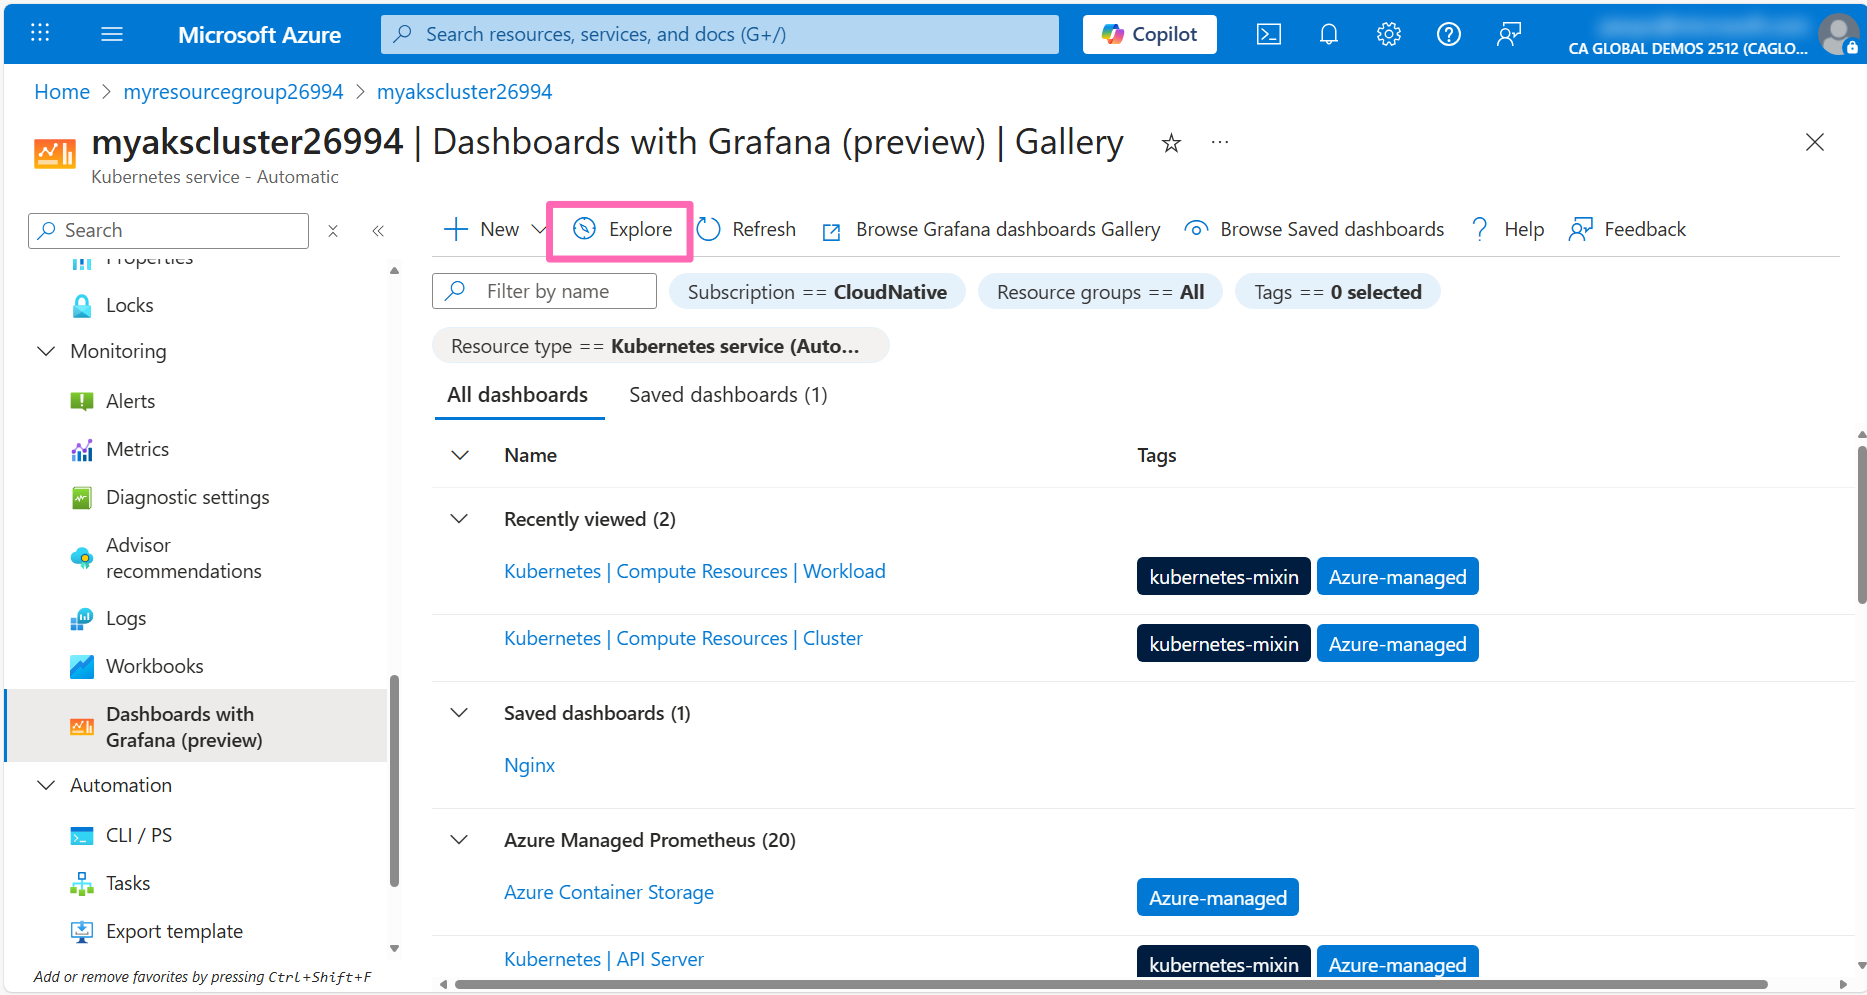 Microsoft Azure
Search resources, services, and docs (G+/)
Copilot
CA GLOBAL DEMOS 2512 (CAGLO...
Home > myresourcegroup26994 > myakscluster26994
myakscluster26994 | Dashboards with Grafana (preview) | Gallery
Kubernetes service - Automatic
Search
Properties
Locks
Monitoring
Alerts
Metrics
Diagnostic settings
Advisor
recommendations
Logs
Workbooks
Dashboards with
Grafana (preview)
Automation
CLI / PS
Tasks
Export template
Add or remove favorites by pressing Ctrl+Shift+F
New
Explore
Refresh
Browse Grafana dashboards Gallery
Browse Saved dashboards
Help
Feedback
Filter by name
Subscription == CloudNative
Resource groups == All
Tags == 0 selected
Resource type == Kubernetes service (Auto...
All dashboards
Saved dashboards (1)
Name
Tags
Recently viewed (2)
Kubernetes | Compute Resources | Workload
kubernetes-mixin
Azure-managed
Kubernetes | Compute Resources | Cluster
kubernetes-mixin
Azure-managed
Saved dashboards (1)
Nginx
Azure Managed Prometheus (20)
Azure Container Storage
Azure-managed
Kubernetes | API Server
kubernetes-mixin
Azure-managed